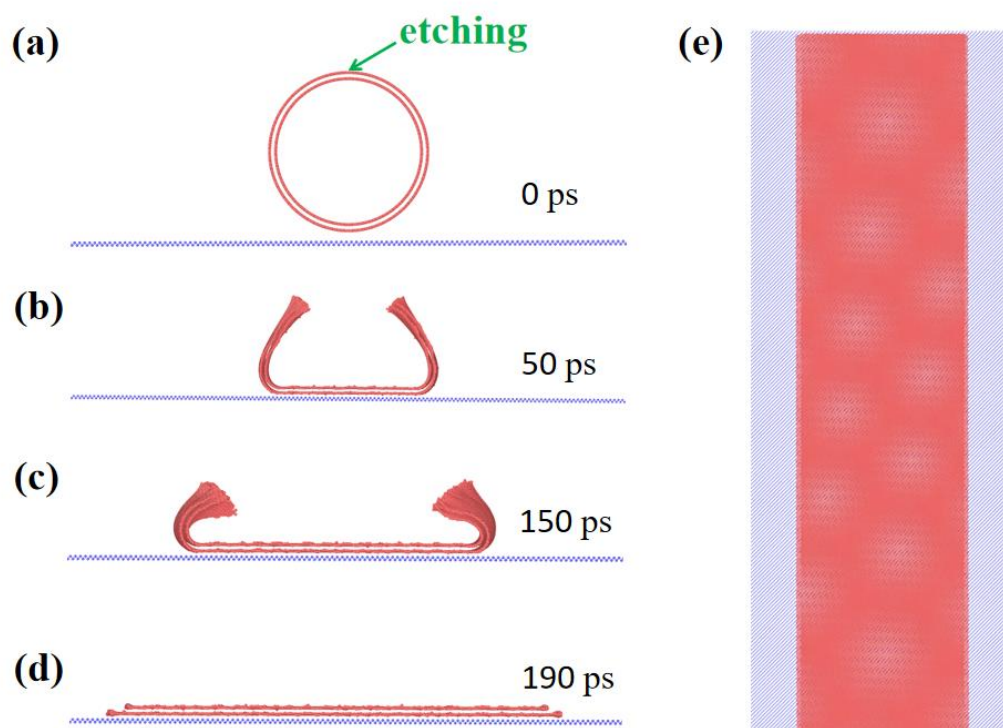 (a)
etching
0 ps
(b)
50 ps
(c)
150 ps
(d)
190 ps
(e)